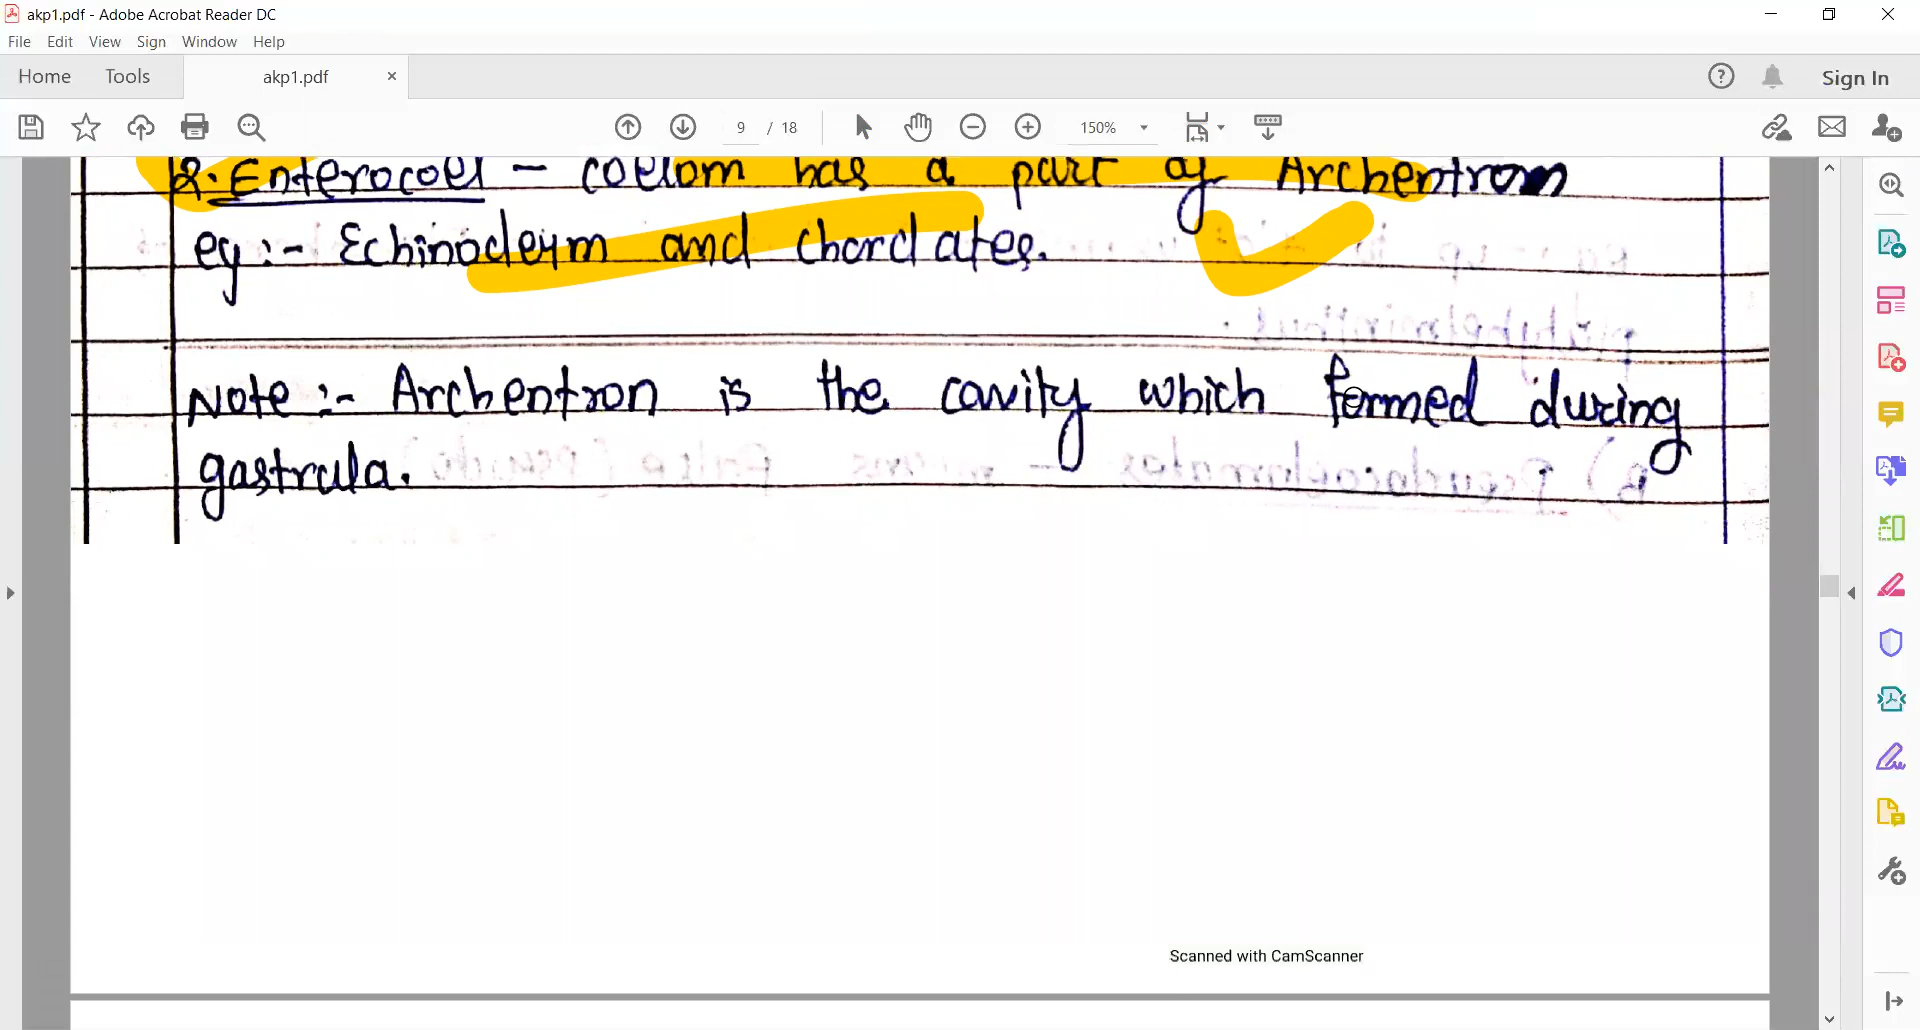 akp1.pdf - Adobe Acrobat Reader DC
File Edit View Sign Window Help
Home Tools akp1.pdf × Sign In
9 / 18 150%
2. Enterocoel – coelom has a part of Archentron
eg:- Echinoderm and chordates.
Note:- Archentron is the cavity which formed during
gastrula.
Scanned with CamScanner